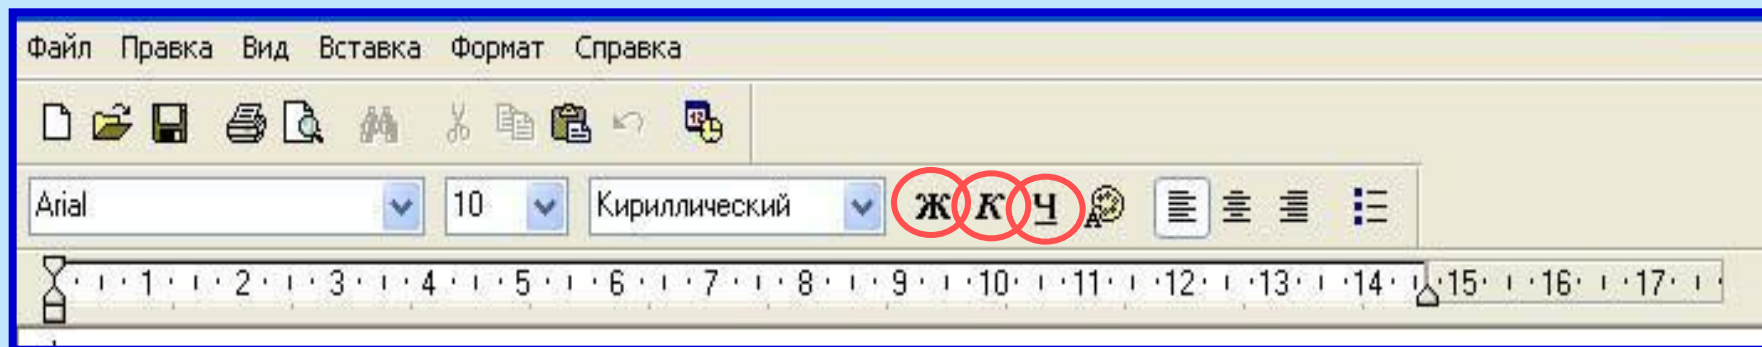 Файл Правка Вид Вставка Формат Справка
12
Arial 10 Кириллический Ж К Ч
1 2 3 4 5 6 7 8 9 10 11 12 13 14 15 16 17